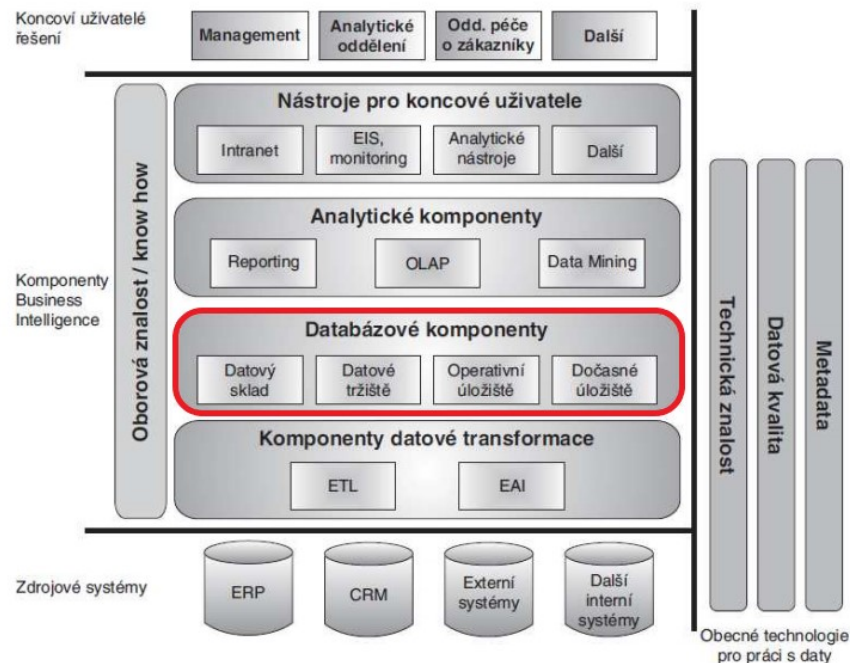 Koncoví uživatelé
řešení
Management
Analytické
oddělení
Odd. péče
o zákazníky
Další
Nástroje pro koncové uživatele
Intranet
EIS,
monitoring
Analytické
nástroje
Další
Oborová znalost / know how
Analytické komponenty
Reporting
OLAP
Data Mining
Komponenty
Business
Intelligence
Databázové komponenty
Datový
sklad
Datové
tržiště
Operativní
úložiště
Dočasné
úložiště
Komponenty datové transformace
ETL
EAI
Technická znalost
Datová kvalita
Metadata
Zdrojové systémy
ERP
CRM
Externí
systémy
Další
interní
systémy
Obecné technologie
pro práci s daty